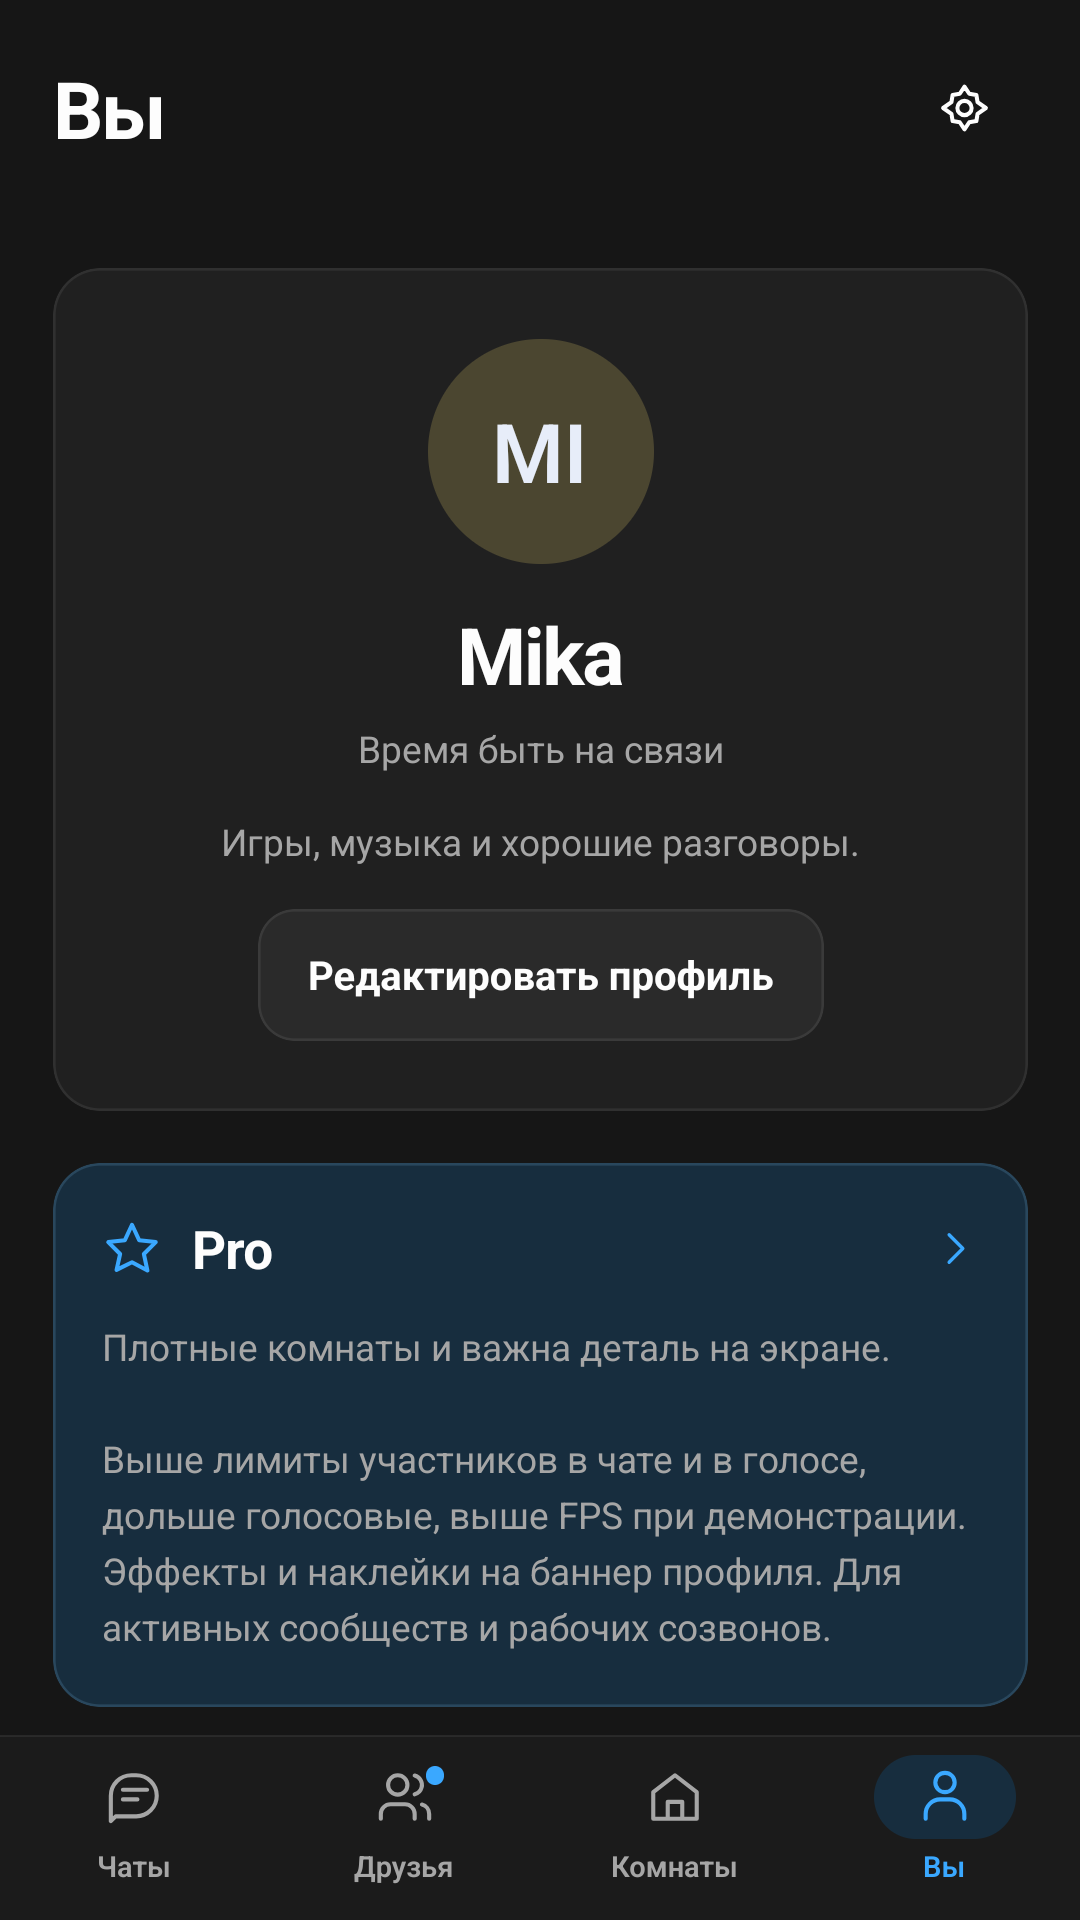 Вы
MI
Mika
Время быть на связи
Игры, музыка и хорошие разговоры.
Редактировать профиль
Pro
Плотные комнаты и важна деталь на экране.
Выше лимиты участников в чате и в голосе,
дольше голосовые, выше FPS при демонстрации.
Эффекты и наклейки на баннер профиля. Для
активных сообществ и рабочих созвонов.
Чаты
Друзья
Комнаты
Вы